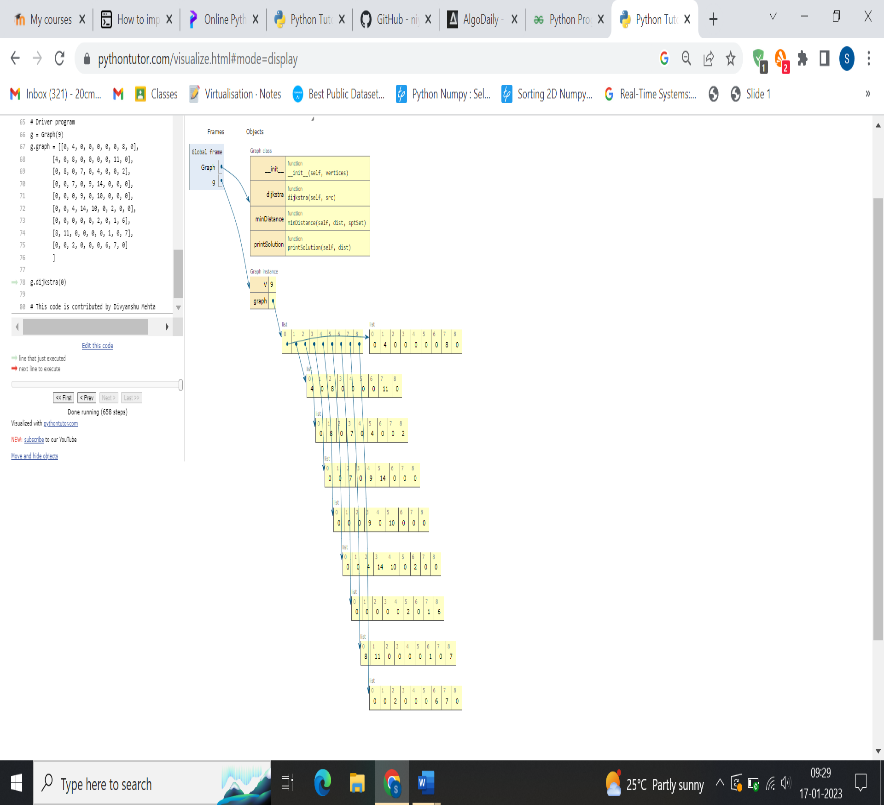 My courses
How to imp
Online Pyth
Python Tut
GitHub - ni
AlgoDaily -
Python Pro
Python Tut
pythontutor.com/visualize.html#mode=display
Inbox (321) - 20cm...
Classes
Virtualisation - Notes
Best Public Dataset...
Python Numpy : Sel...
Sorting 2D Numpy...
Real-Time Systems:...
Slide 1
65 # Driver program
66 g = Graph(9)
67 g.graph = [[0, 4, 0, 0, 0, 0, 0, 8, 0],
68 [4, 0, 8, 0, 0, 0, 0, 11, 0],
69 [0, 8, 0, 7, 0, 4, 0, 0, 2],
70 [0, 0, 7, 0, 9, 14, 0, 0, 0],
71 [0, 0, 0, 9, 0, 10, 0, 0, 0],
72 [0, 0, 4, 14, 10, 0, 2, 0, 0],
73 [0, 0, 0, 0, 0, 2, 0, 1, 6],
74 [8, 11, 0, 0, 0, 0, 1, 0, 7],
75 [0, 0, 2, 0, 0, 0, 6, 7, 0]
76 ]
77
78 g.dijkstra(0)
79
80 # This code is contributed by Divyanshu Mehta
Edit this code
line that just executed
next line to execute
<< First
< Prev
Next >
Last >>
Done running (658 steps)
Visualized with pythontutor.com
NEW: subscribe to our YouTube
Move and hide objects
Frames
Objects
Global frame
Graph
g
Graph class
__init__
function
__init__(self, vertices)
dijkstra
function
dijkstra(self, src)
minDistance
function
minDistance(self, dist, sptSet)
printSolution
function
printSolution(self, dist)
Graph instance
V 9
graph
list
0 1 2 3 4 5 6 7 8
list
0 1 2 3 4 5 6 7 8
0 4 0 0 0 0 0 8 0
0 1 2 3 4 5 6 7 8
4 0 8 0 0 0 0 11 0
0 1 2 3 4 5 6 7 8
0 8 0 7 0 4 0 0 2
list
0 1 2 3 4 5 6 7 8
0 0 7 0 9 14 0 0 0
0 1 2 3 4 5 6 7 8
0 0 0 9 0 10 0 0 0
list
0 1 2 3 4 5 6 7 8
0 0 4 14 10 0 2 0 0
list
0 1 2 3 4 5 6 7 8
0 0 0 0 0 2 0 1 6
list
0 1 2 3 4 5 6 7 8
8 11 0 0 0 0 1 0 7
list
0 1 2 3 4 5 6 7 8
0 0 2 0 0 0 6 7 0
Type here to search
25°C Partly sunny
09:29
17-01-2023